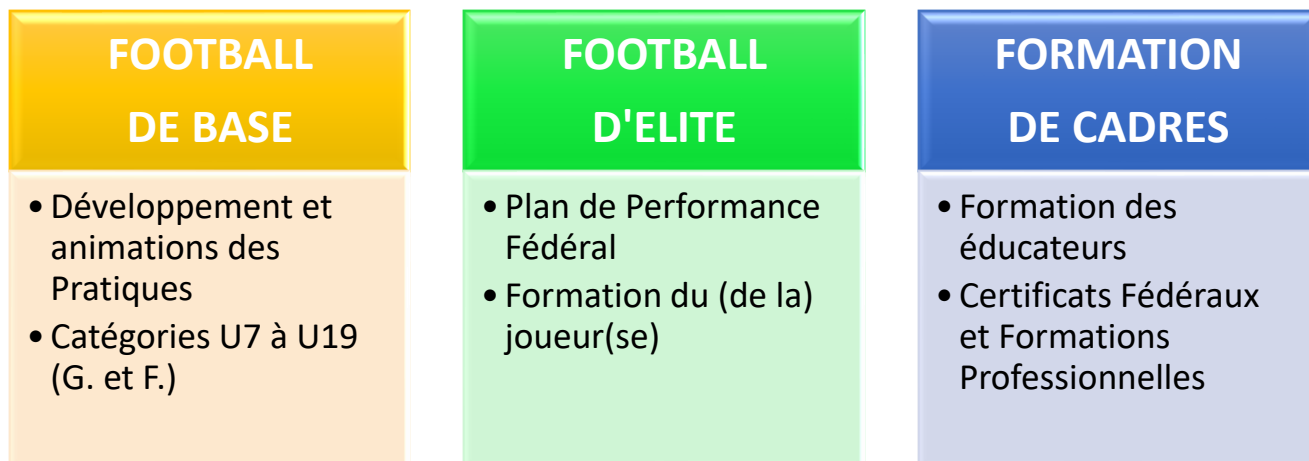 FOOTBALL
DE BASE
• Développement et
animations des
Pratiques
• Catégories U7 à U19
(G. et F.)
FOOTBALL
D'ELITE
• Plan de Performance
Fédéral
• Formation du (de la)
joueur(se)
FORMATION
DE CADRES
• Formation des
éducateurs
• Certificats Fédéraux
et Formations
Professionnelles